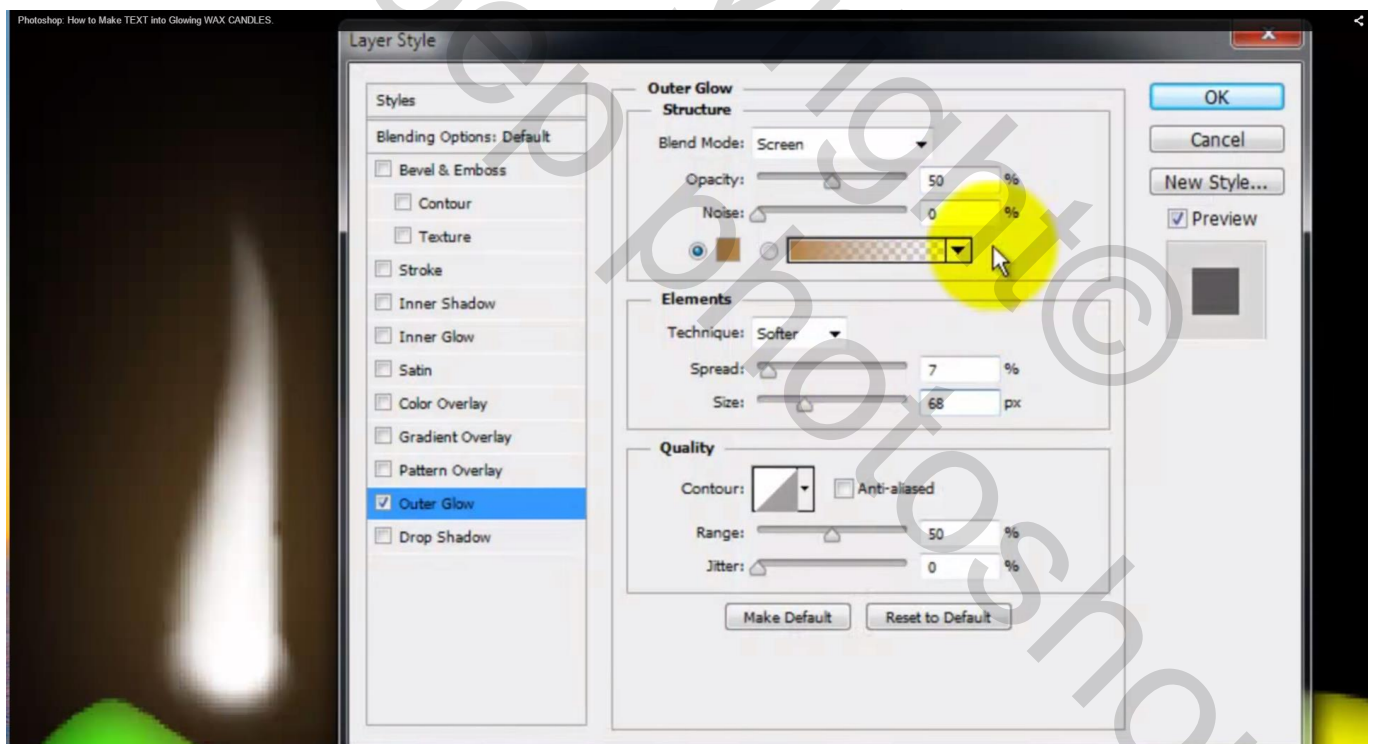 Photoshop: How to Make TEXT into Glowing WAX CANDLES.
Layer Style
Styles
Blending Options: Default
Bevel & Emboss
Contour
Texture
Stroke
Inner Shadow
Inner Glow
Satin
Color Overlay
Gradient Overlay
Pattern Overlay
Outer Glow
Drop Shadow
Outer Glow
Structure
Blend Mode: Screen
Opacity: 50 %
Noise: 0 %
Elements
Technique: Softer
Spread: 7 %
Size: 68 px
Quality
Contour: Anti-aliased
Range: 50 %
Jitter: 0 %
Make Default Reset to Default
OK
Cancel
New Style...
Preview